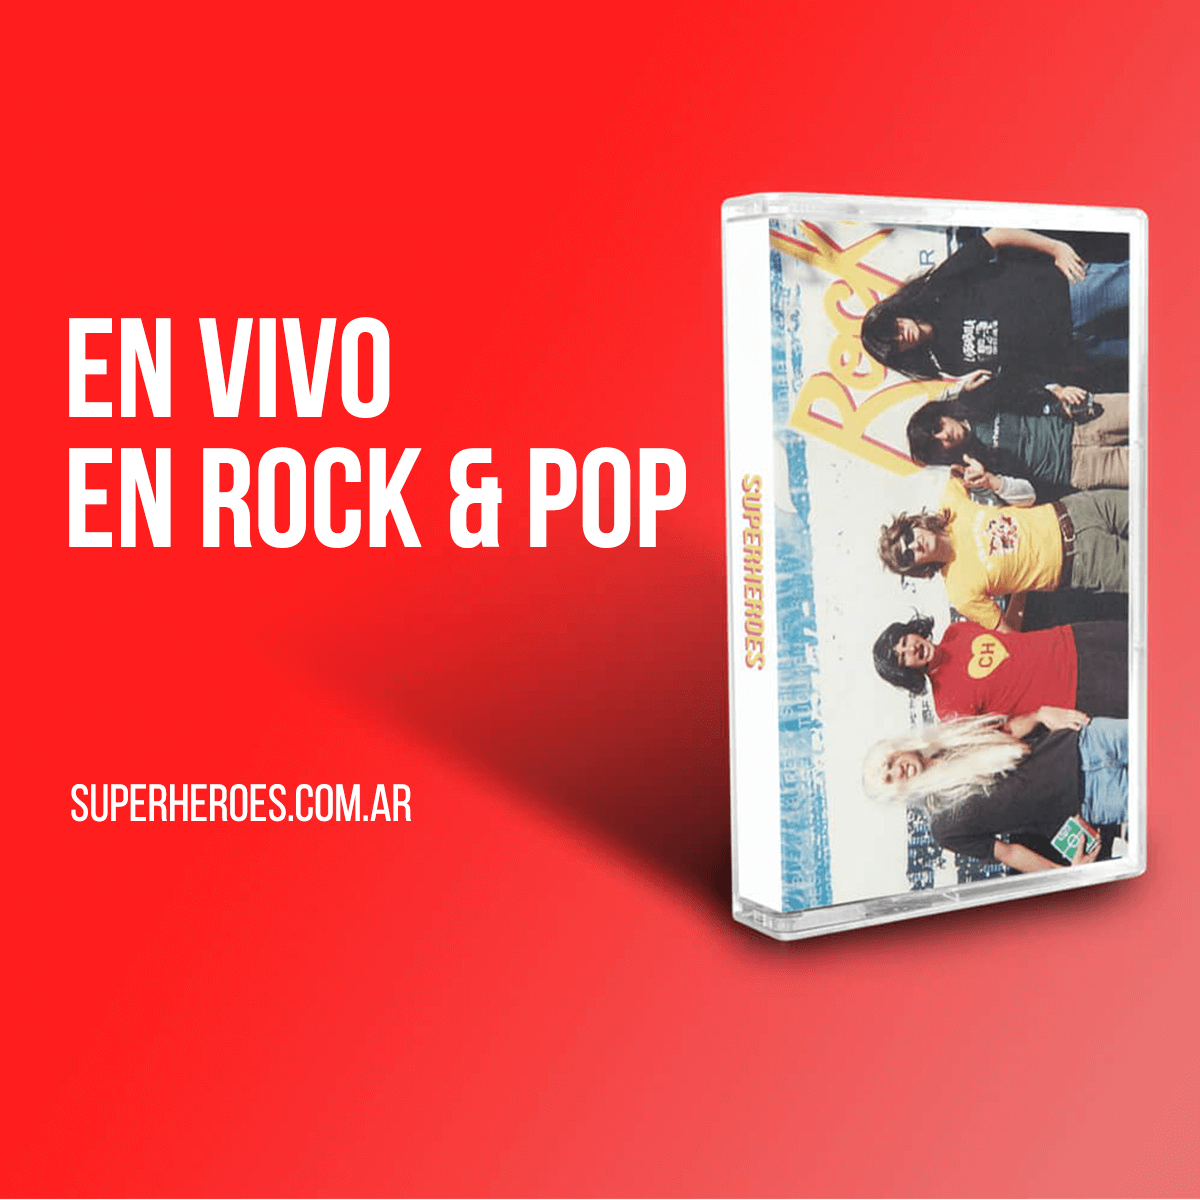 EN VIVO
EN ROCK & POP
SUPERHEROES.COM.AR
SUPERHEROES
Rock
R
CH